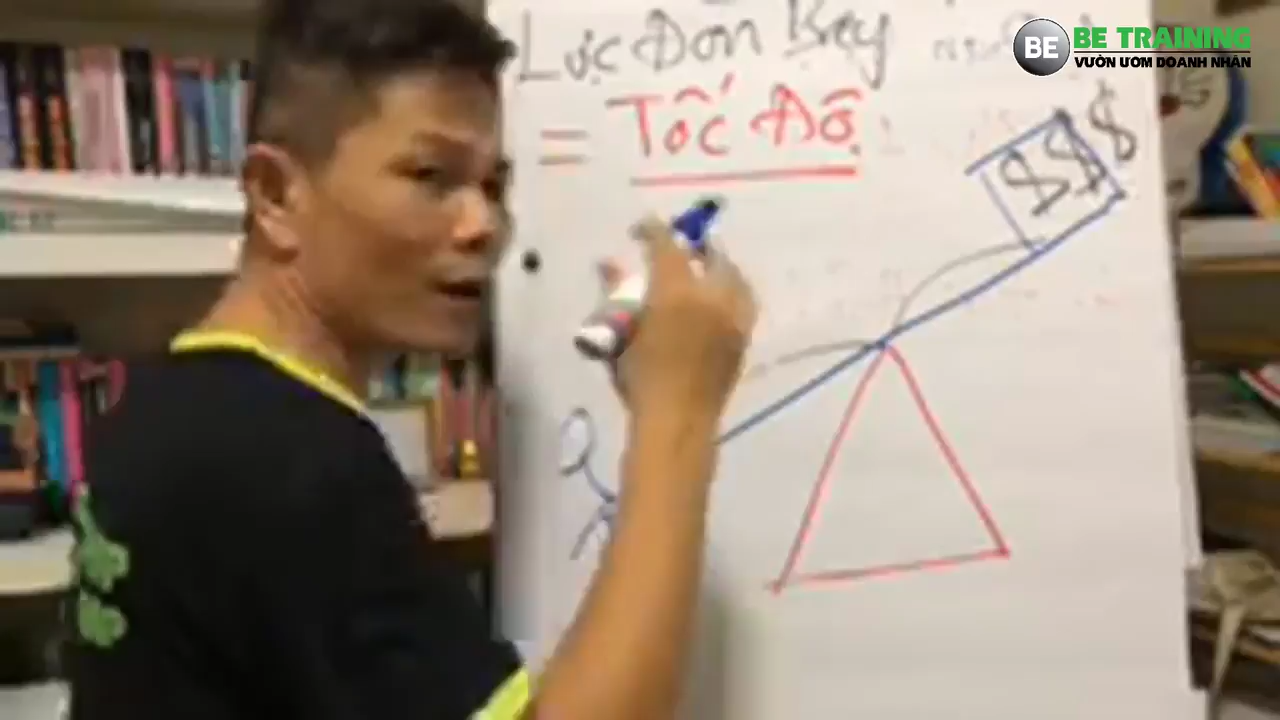 Lực Đòn Bẩy
= Tốc Độ
$ $ $
BE
BE TRAINING
VƯỜN ƯƠM DOANH NHÂN